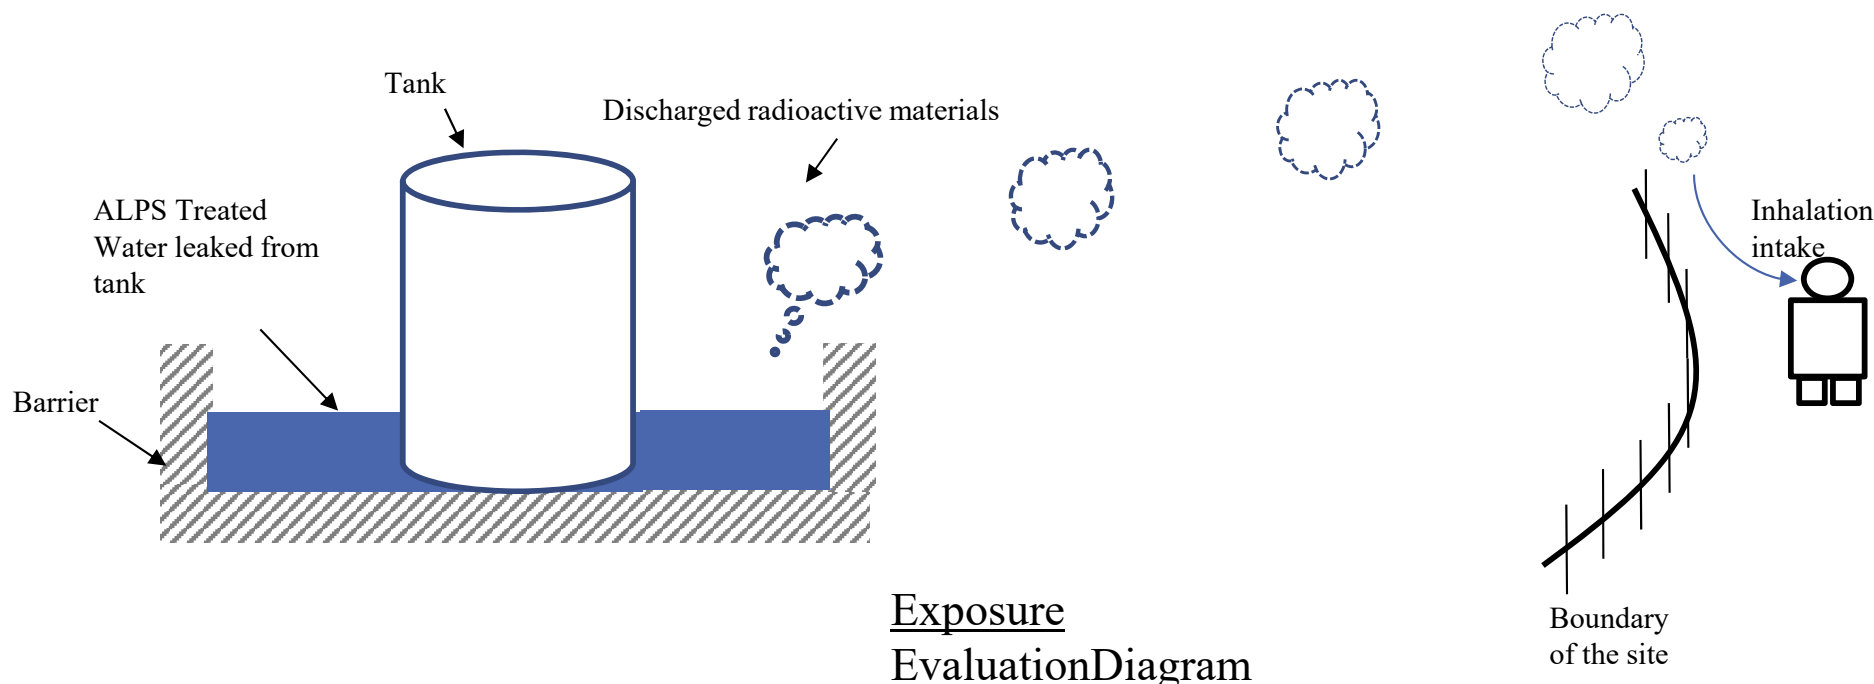 Tank
Discharged radioactive materials
ALPS Treated
Water leaked from
tank
Barrier
Inhalation
intake
Boundary
of the site
Exposure
EvaluationDiagram